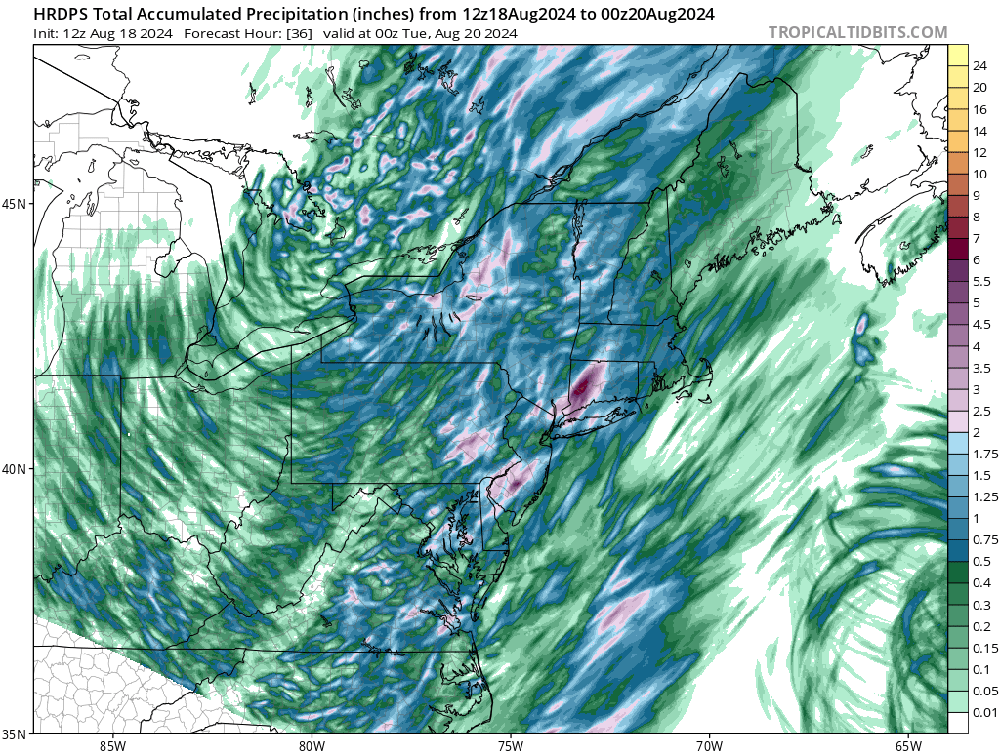 HRDPS Total Accumulated Precipitation (inches) from 12z18Aug2024 to 00z20Aug2024
Init: 12z Aug 18 2024 Forecast Hour: [36] valid at 00z Tue, Aug 20 2024
TROPICALTIDBITS.COM
24
20
16
14
12
10
9
8
7
6
5.5
5
4.5
4
3.5
3
2.5
2
1.75
1.5
1.25
1
0.75
0.5
0.4
0.3
0.2
0.15
0.1
0.05
0.01
45N
40N
35N
85W
80W
75W
70W
65W